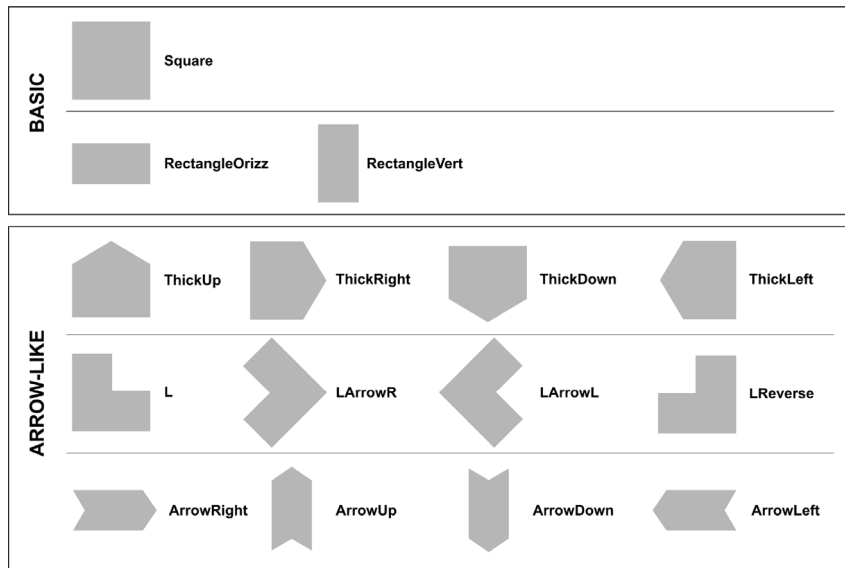 BASIC
Square
RectangleOrizz RectangleVert
ARROW-LIKE
ThickUp ThickRight ThickDown ThickLeft
L LArrowR LArrowL LReverse
ArrowRight ArrowUp ArrowDown ArrowLeft